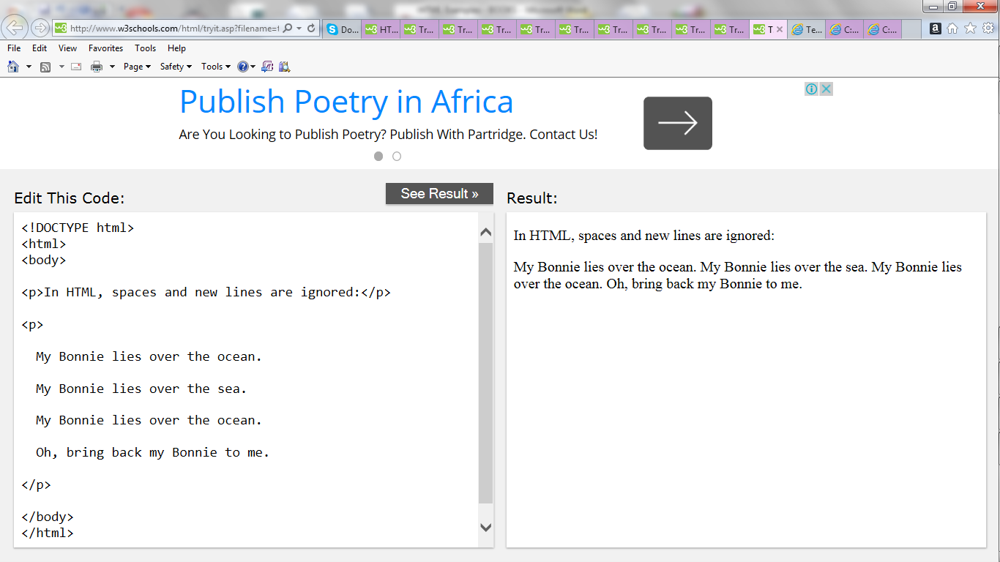 http://www.w3schools.com/html/tryit.asp?filename=t
Do...
HT...
Tr...
Tr...
Tr...
Tr...
Tr...
Tr...
Tr...
Tr...
Tr...
T
Te...
C:...
C:...
File Edit View Favorites Tools Help
Page Safety Tools
Publish Poetry in Africa
Are You Looking to Publish Poetry? Publish With Partridge. Contact Us!
Edit This Code:
See Result »
<!DOCTYPE html>
<html>
<body>
<p>In HTML, spaces and new lines are ignored:</p>
<p>
My Bonnie lies over the ocean.
My Bonnie lies over the sea.
My Bonnie lies over the ocean.
Oh, bring back my Bonnie to me.
</p>
</body>
</html>
Result:
In HTML, spaces and new lines are ignored:
My Bonnie lies over the ocean. My Bonnie lies over the sea. My Bonnie lies
over the ocean. Oh, bring back my Bonnie to me.